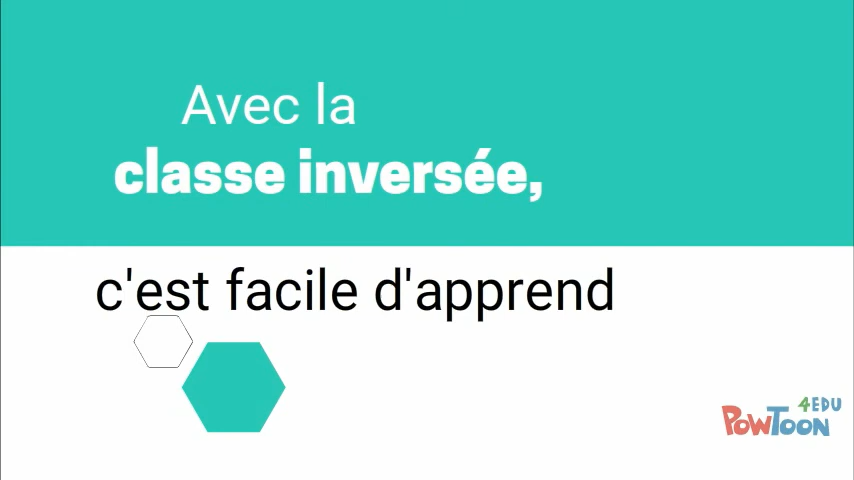 Avec la
classe inversée,
c'est facile d'apprend
4EDU
POWTOON